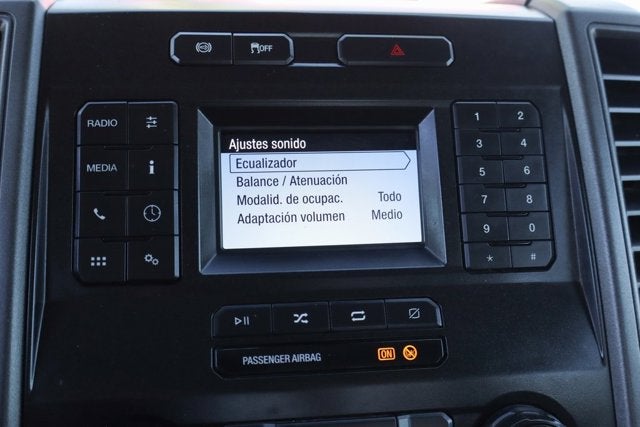 OFF
RADIO
MEDIA
i
Ajustes sonido
Ecualizador
Balance / Atenuación
Modalid. de ocupac. Todo
Adaptación volumen Medio
1 2
3 4
5 6
7 8
9 0
* #
PASSENGER AIRBAG ON